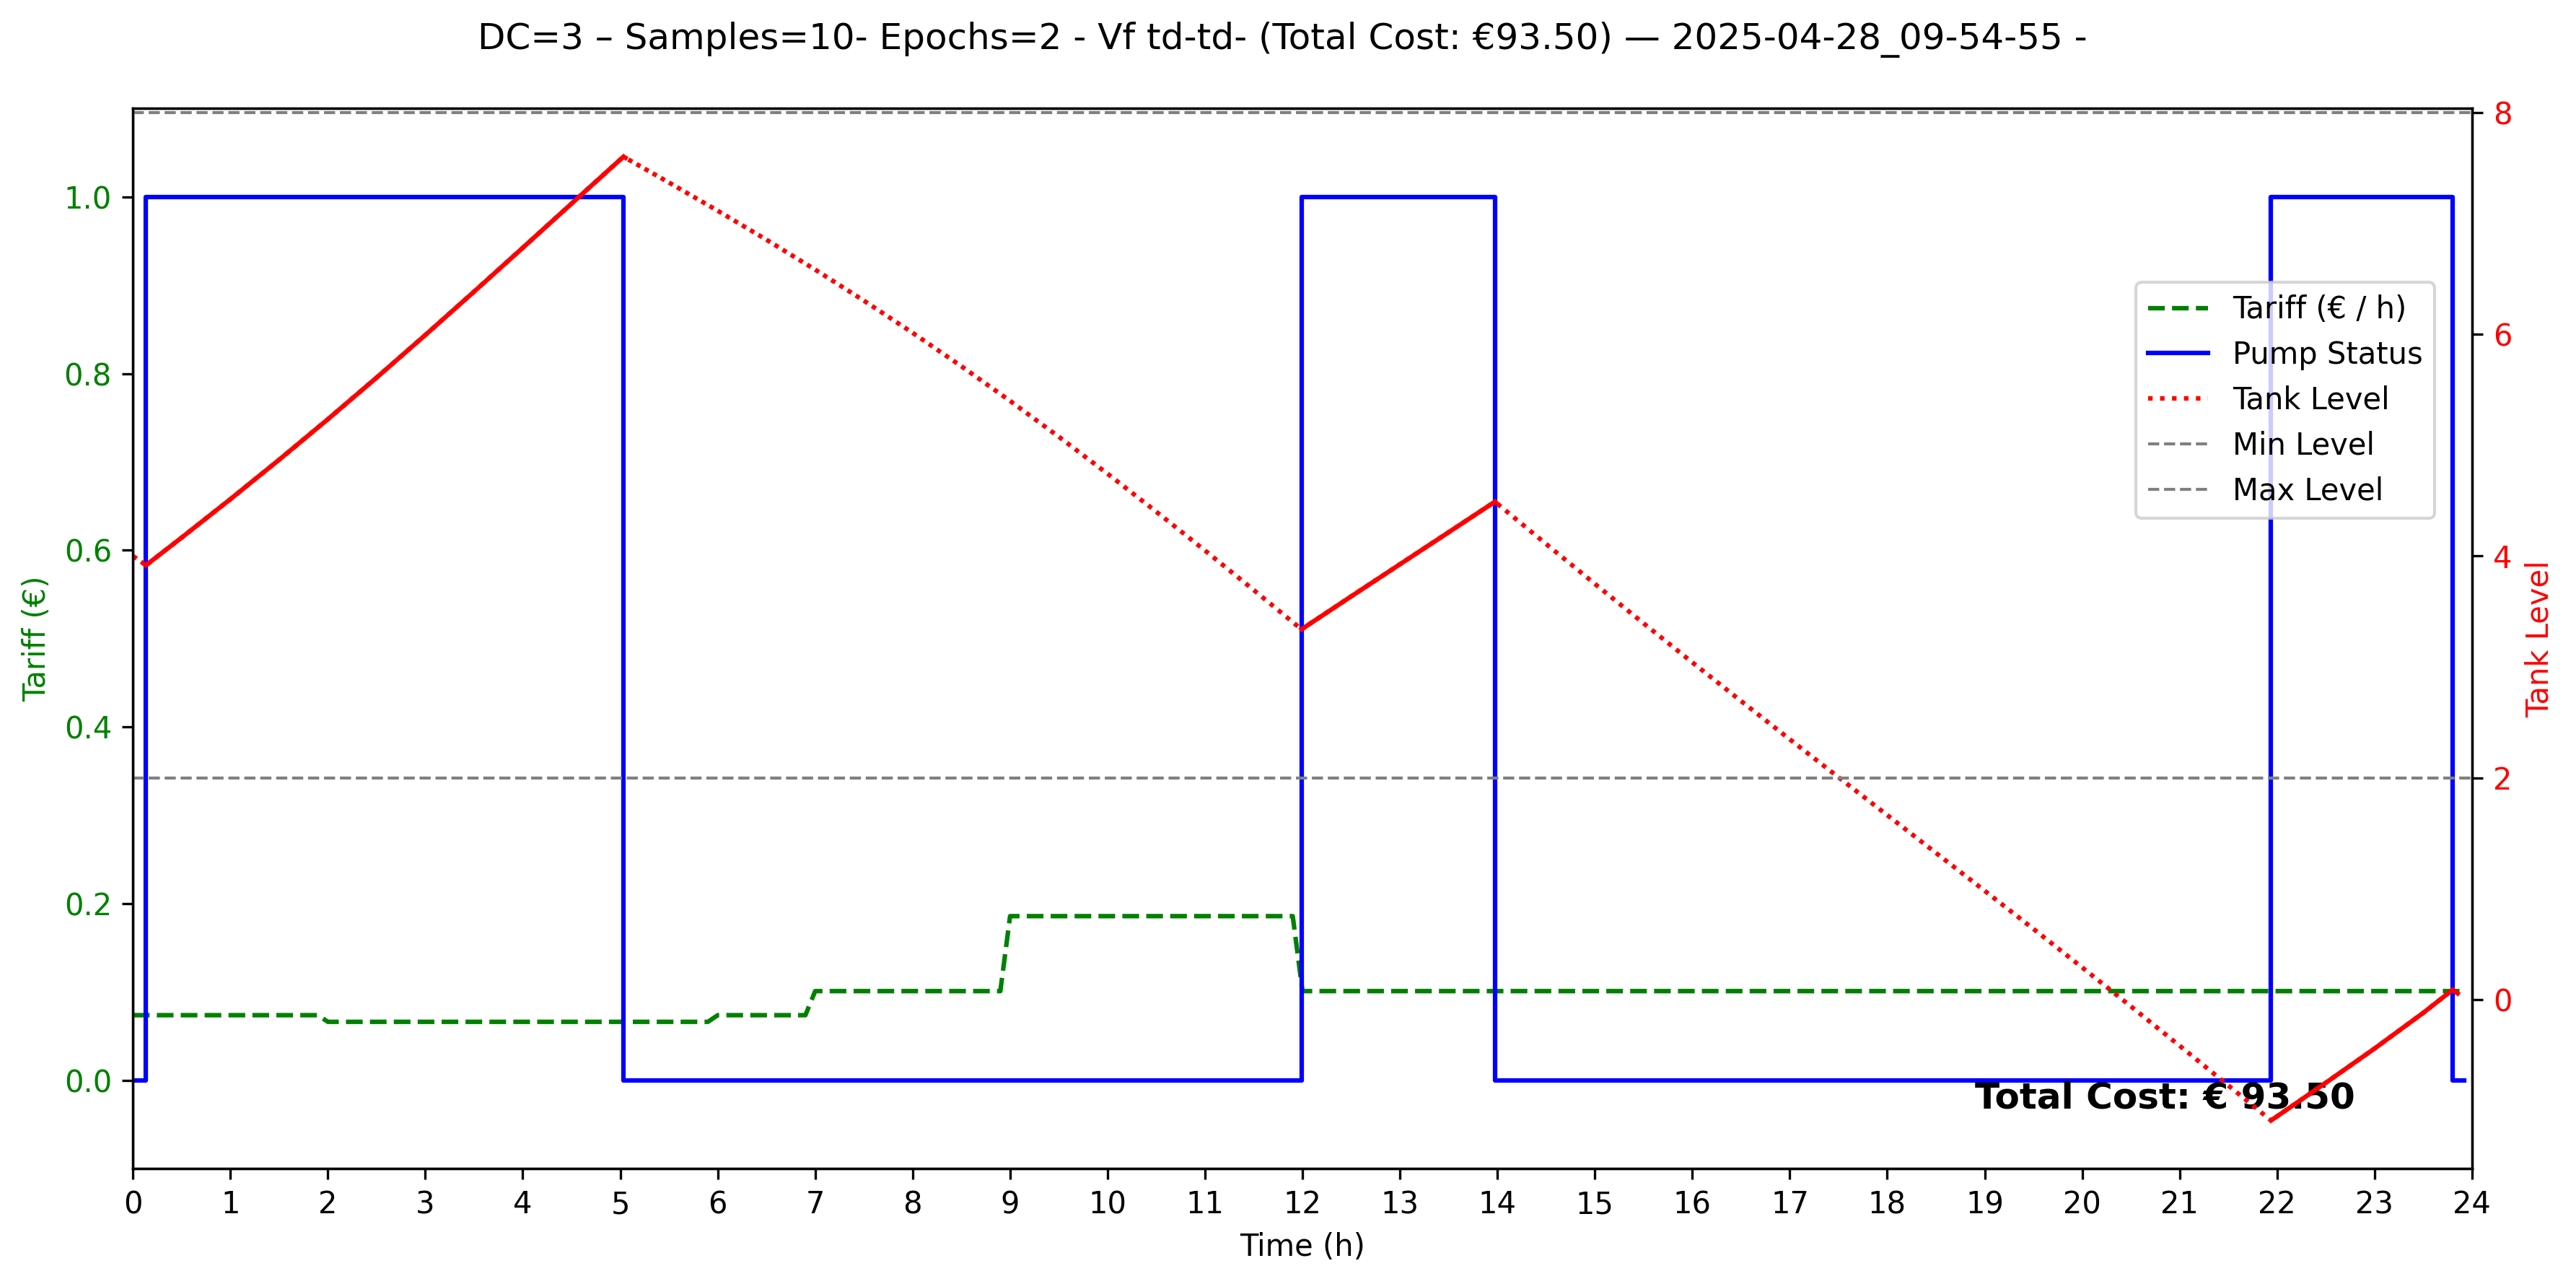 DC=3 – Samples=10- Epochs=2 - Vf td-td- (Total Cost: €93.50) — 2025-04-28_09-54-55 -
Tariff (€)
1.0
0.8
0.6
0.4
0.2
0.0
8
6
4
2
0
Tank Level
Tariff (€ / h)
Pump Status
Tank Level
Min Level
Max Level
Total Cost: € 93.50
0 1 2 3 4 5 6 7 8 9 10 11 12 13 14 15 16 17 18 19 20 21 22 23 24
Time (h)